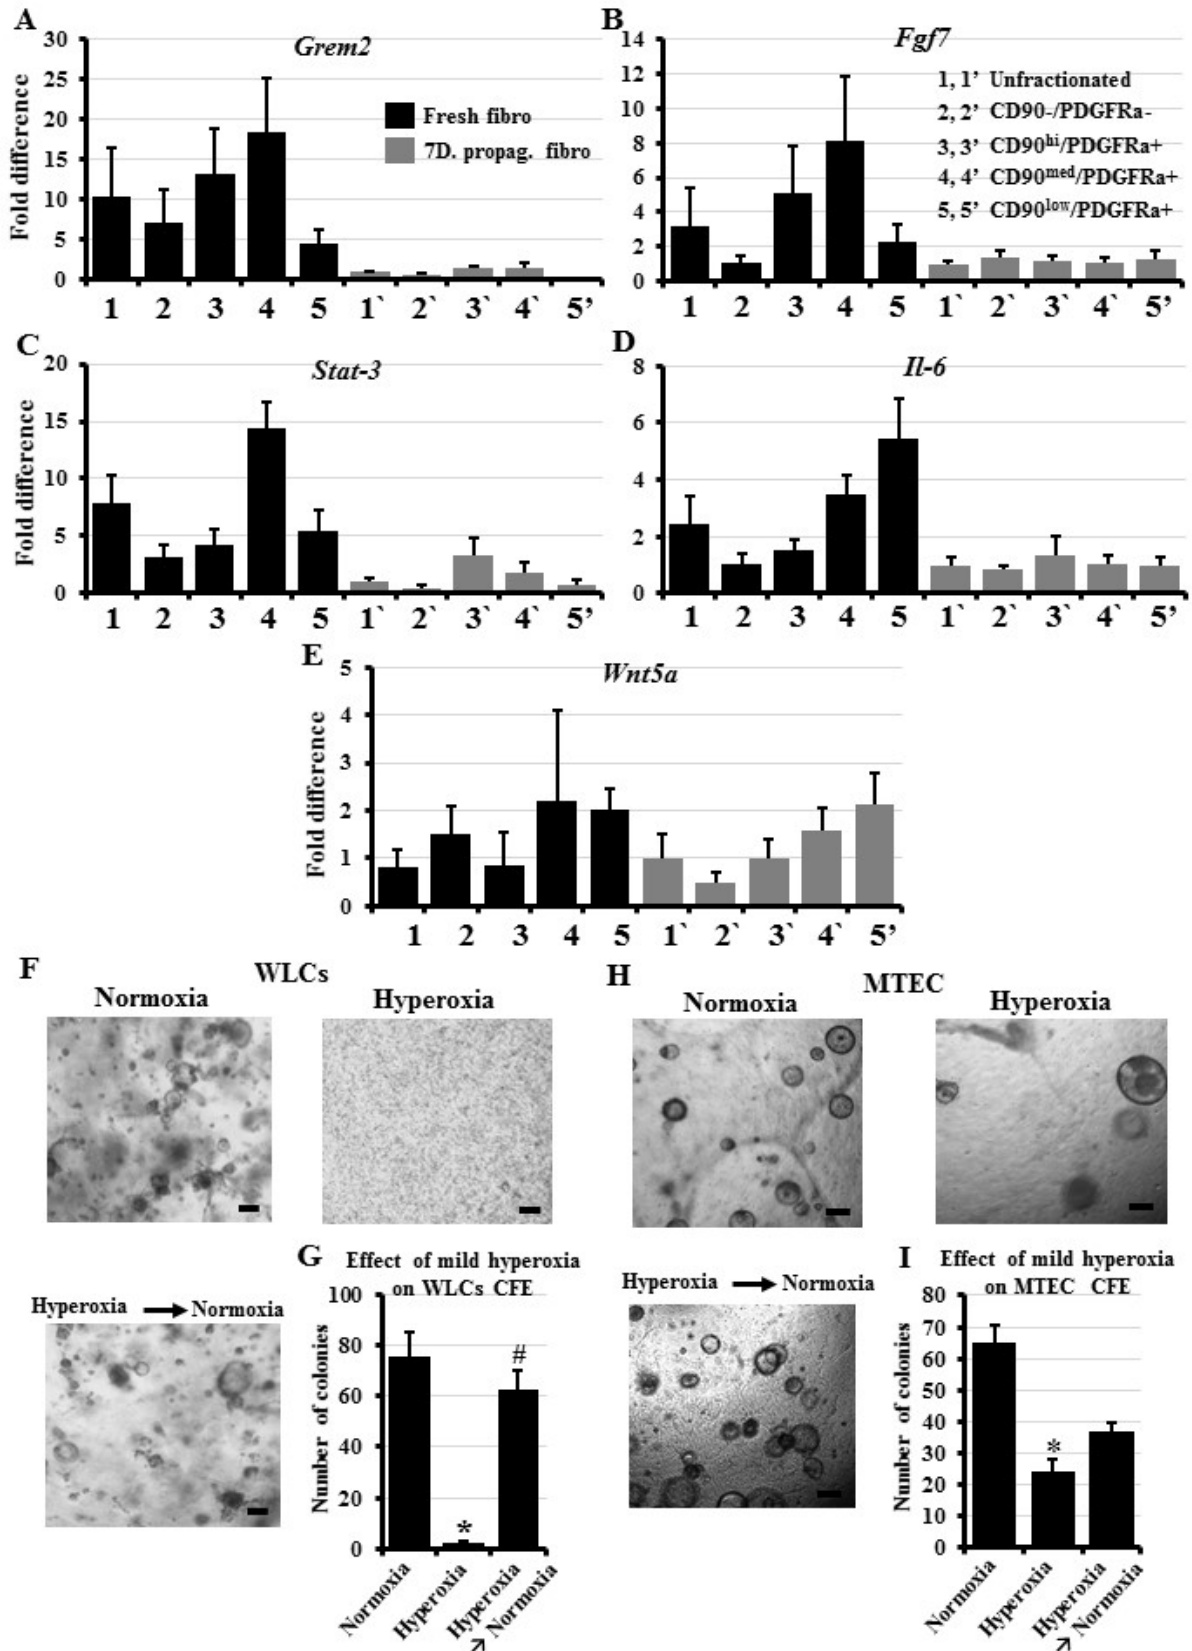 A
Grem2
Fold difference
30
25
20
15
10
5
0
Fresh fibro
7D. propag. fibro
1 2 3 4 5 1` 2` 3` 4` 5’
B
Fgf7
14
12
10
8
6
4
2
0
1, 1’ Unfractionated
2, 2’ CD90-/PDGFRa-
3, 3’ CD90hi/PDGFRa+
4, 4’ CD90med/PDGFRa+
5, 5’ CD90low/PDGFRa+
1 2 3 4 5 1` 2` 3` 4` 5’
C
Stat-3
Fold difference
20
15
10
5
0
1 2 3 4 5 1` 2` 3` 4` 5’
D
Il-6
8
6
4
2
0
1 2 3 4 5 1` 2` 3` 4` 5’
E
Wnt5a
Fold difference
5
4
3
2
1
0
1 2 3 4 5 1` 2` 3` 4` 5’
F
WLCs
Normoxia
Hyperoxia
Hyperoxia → Normoxia
G
Effect of mild hyperoxia
on WLCs CFE
Number of colonies
100
80
60
40
20
0
*
#
Normoxia
Hyperoxia
Hyperoxia
↗ Normoxia
H
MTEC
Normoxia
Hyperoxia
Hyperoxia → Normoxia
I
Effect of mild hyperoxia
on MTEC CFE
Number of colonies
80
70
60
50
40
30
20
10
0
*
Normoxia
Hyperoxia
Hyperoxia
↗ Normoxia